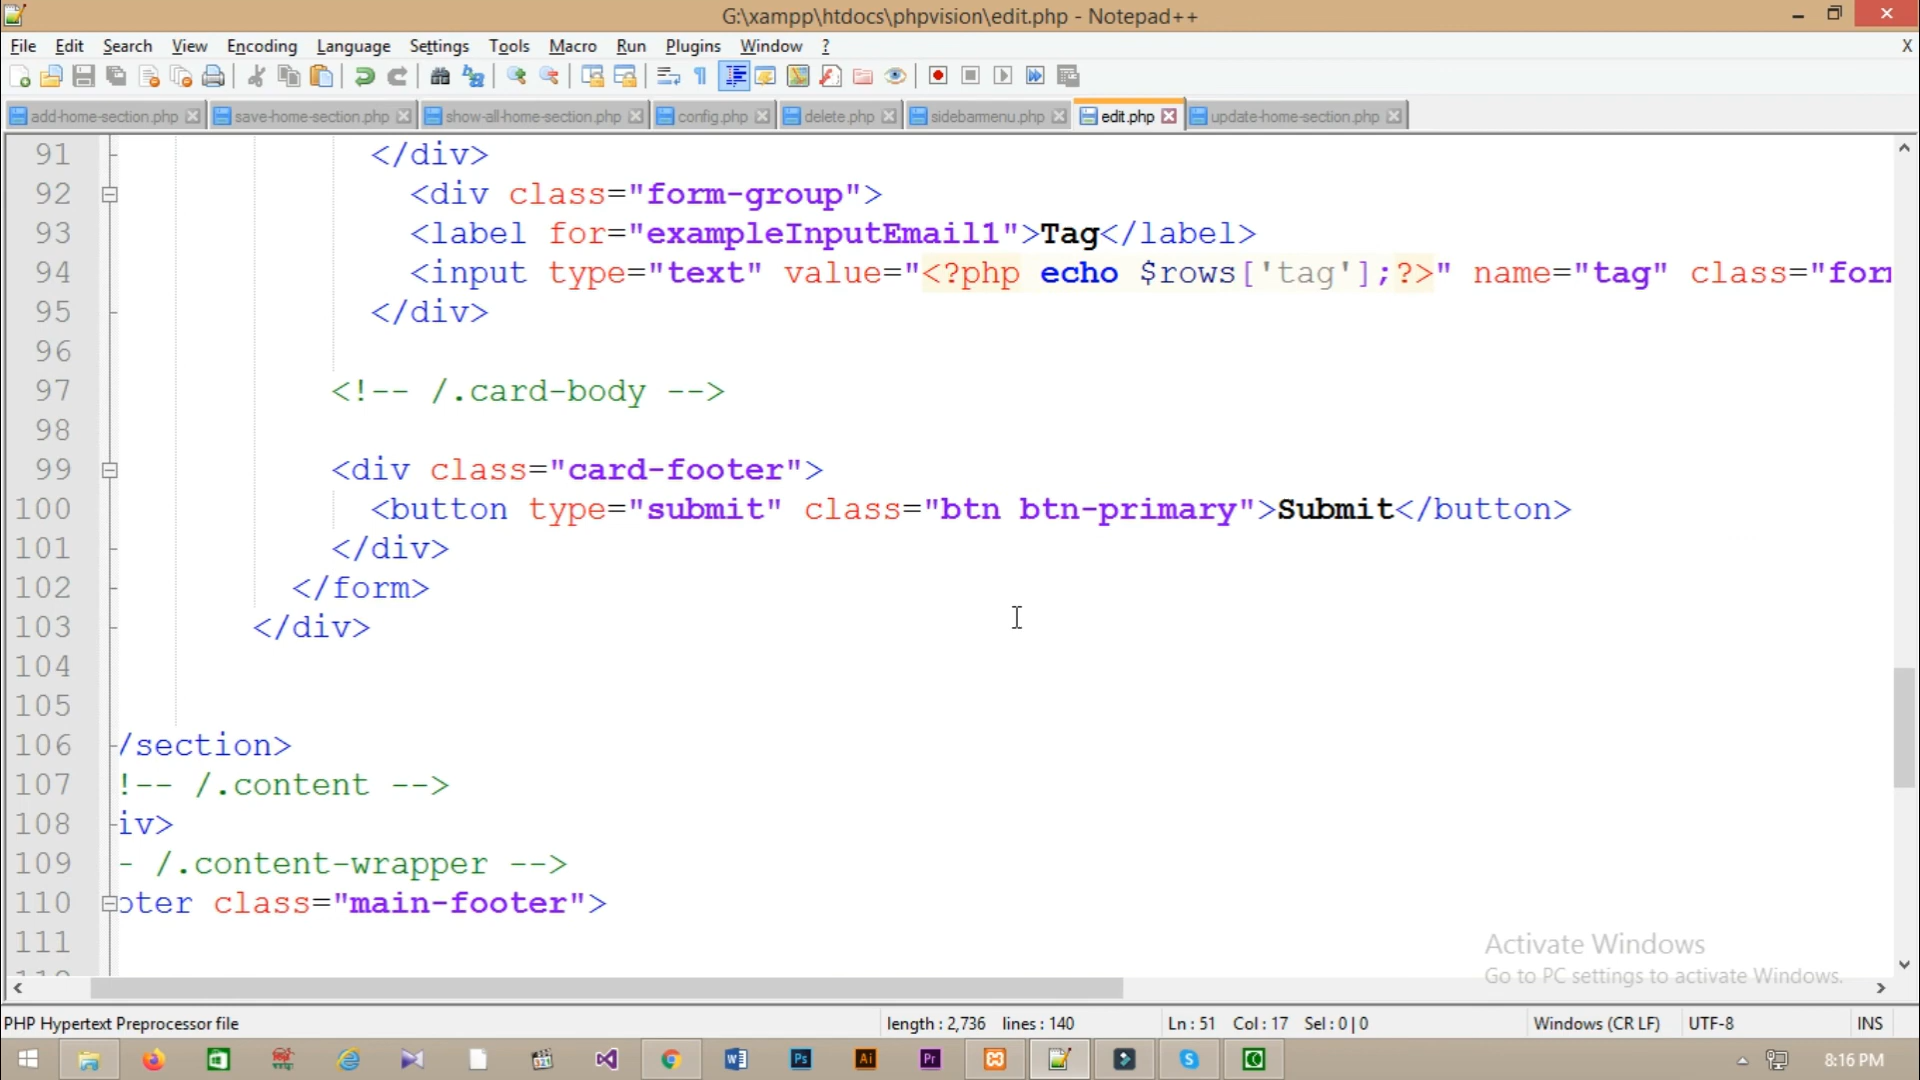 G:\xampp\htdocs\phpvision\edit.php - Notepad++
File Edit Search View Encoding Language Settings Tools Macro Run Plugins Window ? X
add-home-section.php save-home-section.php show-all-home-section.php config.php delete.php sidebarmenu.php edit.php update-home-section.php
91 </div>
92 <div class="form-group">
93 <label for="exampleInputEmail1">Tag</label>
94 <input type="text" value="<?php echo $rows['tag'];?>" name="tag" class="for
95 </div>
96
97 <!-- /.card-body -->
98
99 <div class="card-footer">
100 <button type="submit" class="btn btn-primary">Submit</button>
101 </div>
102 </form>
103 </div>
104
105
106 /section>
107 !-- /.content -->
108 iv>
109 - /.content-wrapper -->
110 oter class="main-footer">
111
Activate Windows
Go to PC settings to activate Windows.
PHP Hypertext Preprocessor file length : 2,736 lines : 140 Ln : 51 Col : 17 Sel : 0 | 0 Windows (CR LF) UTF-8 INS
Ps Ai Pr 8:16 PM